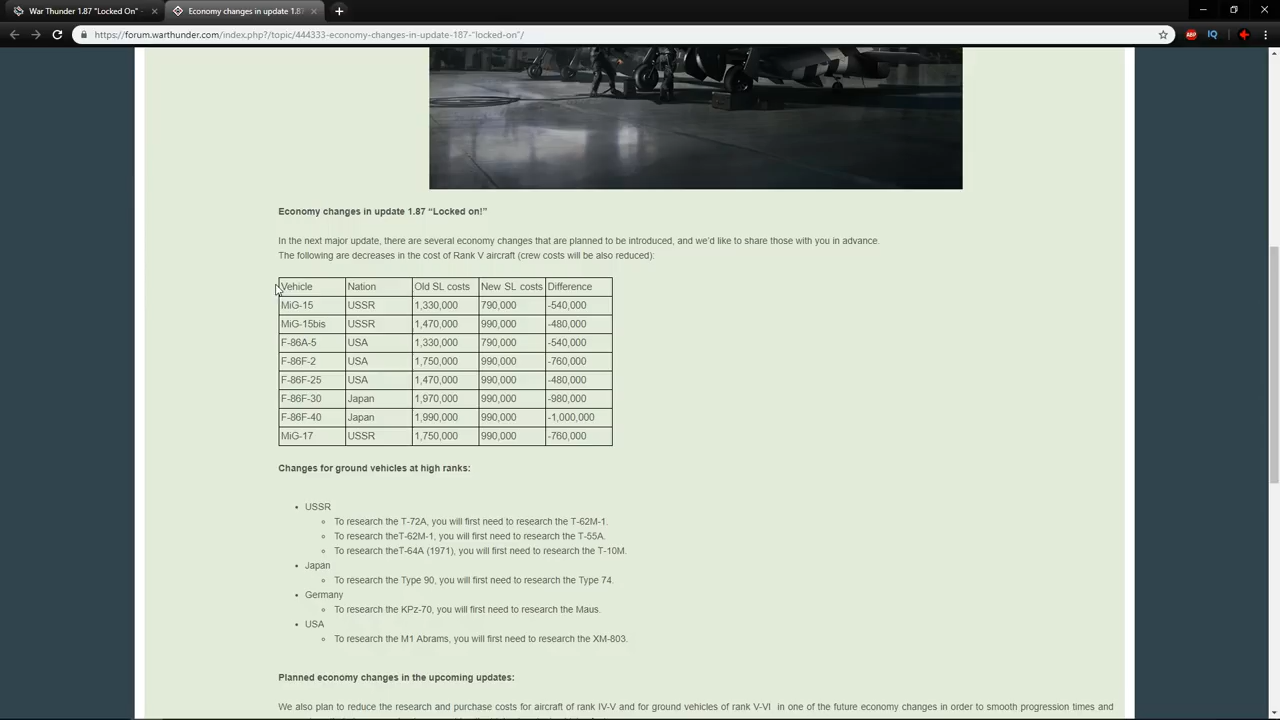 War Thunder 1.87 "Locked On" -
Economy changes in update 1.8
https://forum.warthunder.com/index.php?/topic/444333-economy-changes-in-update-187-“locked-on”/
ABP
IQ
Economy changes in update 1.87 “Locked on!”
In the next major update, there are several economy changes that are planned to be introduced, and we’d like to share those with you in advance.
The following are decreases in the cost of Rank V aircraft (crew costs will be also reduced):
Vehicle Nation Old SL costs New SL costs Difference
MiG-15 USSR 1,330,000 790,000 -540,000
MiG-15bis USSR 1,470,000 990,000 -480,000
F-86A-5 USA 1,330,000 790,000 -540,000
F-86F-2 USA 1,750,000 990,000 -760,000
F-86F-25 USA 1,470,000 990,000 -480,000
F-86F-30 Japan 1,970,000 990,000 -980,000
F-86F-40 Japan 1,990,000 990,000 -1,000,000
MiG-17 USSR 1,750,000 990,000 -760,000
Changes for ground vehicles at high ranks:
USSR
To research the T-72A, you will first need to research the T-62M-1.
To research theT-62M-1, you will first need to research the T-55A.
To research theT-64A (1971), you will first need to research the T-10M.
Japan
To research the Type 90, you will first need to research the Type 74.
Germany
To research the KPz-70, you will first need to research the Maus.
USA
To research the M1 Abrams, you will first need to research the XM-803.
Planned economy changes in the upcoming updates:
We also plan to reduce the research and purchase costs for aircraft of rank IV-V and for ground vehicles of rank V-VI in one of the future economy changes in order to smooth progression times and